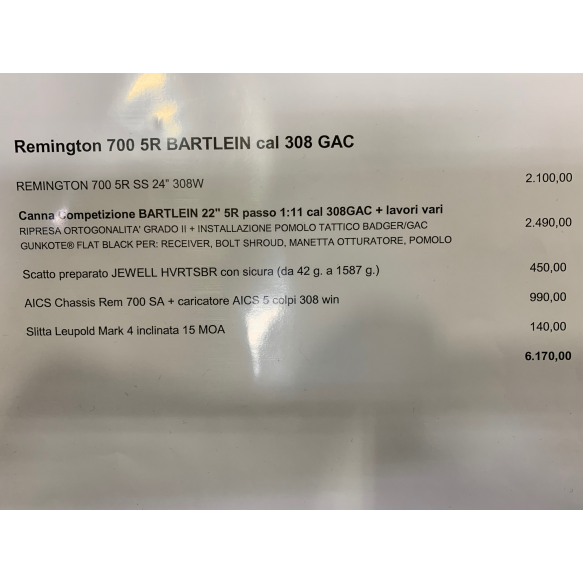 Remington 700 5R BARTLEIN cal 308 GAC
REMINGTON 700 5R SS 24" 308W 2.100,00
Canna Competizione BARTLEIN 22" 5R passo 1:11 cal 308GAC + lavori vari
RIPRESA ORTOGONALITA' GRADO II + INSTALLAZIONE POMOLO TATTICO BADGER/GAC 2.490,00
GUNKOTE® FLAT BLACK PER: RECEIVER, BOLT SHROUD, MANETTA OTTURATORE, POMOLO
Scatto preparato JEWELL HVRTSBR con sicura (da 42 g. a 1587 g.) 450,00
AICS Chassis Rem 700 SA + caricatore AICS 5 colpi 308 win 990,00
Slitta Leupold Mark 4 inclinata 15 MOA 140,00
6.170,00